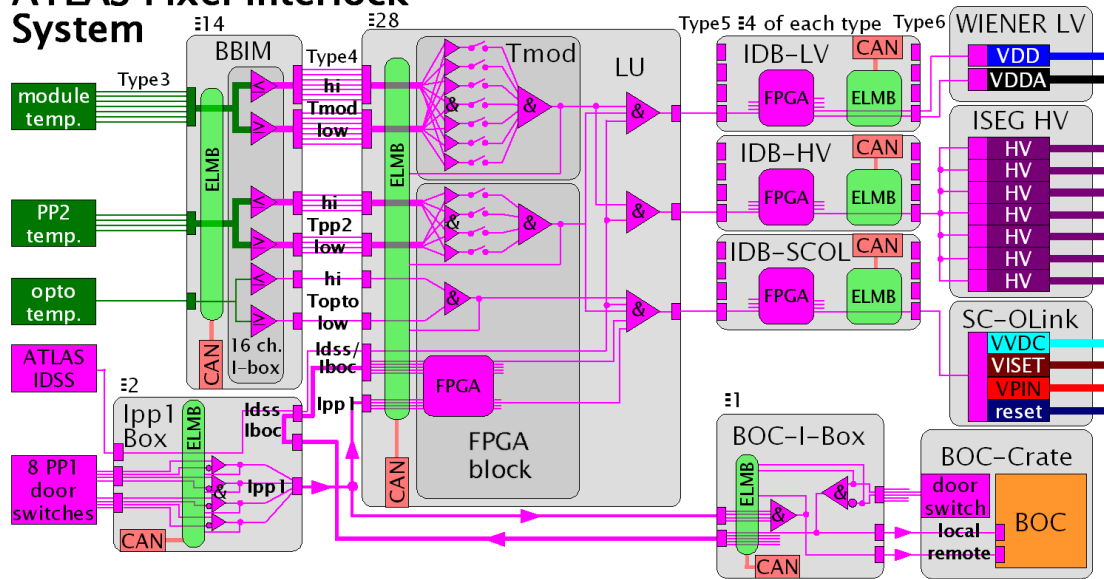 ATLAS Pixel Interlock
System
Ξ14
BBIM
Type3
Type4
module
temp.
PP2
temp.
opto
temp.
ATLAS
IDSS
8 PP1
door
switches
ELMB
CAN
16 ch.
I-box
hi
Tmod
low
hi
Tpp2
low
hi
Topto
low
Idss/
Iboc
Ipp1
Ξ28
ELMB
CAN
Tmod
LU
&
&
&
&
&
&
FPGA
FPGA
block
Ξ2
Ipp1
Box
ELMB
&
CAN
Idss
Iboc
Ipp1
Type5
Ξ4 of each type
Type6
IDB-LV
CAN
FPGA
ELMB
IDB-HV
CAN
FPGA
ELMB
IDB-SCOL
CAN
FPGA
ELMB
WIENER LV
VDD
VDDA
ISEG HV
HV
HV
HV
HV
HV
HV
HV
SC-OLink
VVDC
VISET
VPIN
reset
Ξ1
BOC-I-Box
ELMB
&
&
CAN
BOC-Crate
door
switch
local
remote
BOC